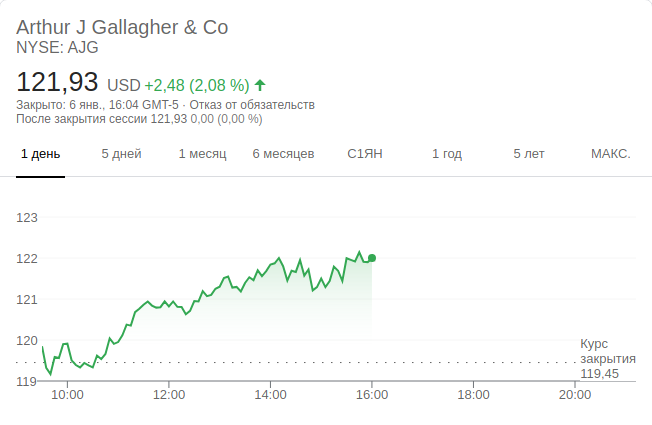 Arthur J Gallagher & Co
NYSE: AJG
121,93 USD +2,48 (2,08 %)
Закрыто: 6 янв., 16:04 GMT-5 · Отказ от обязательств
После закрытия сессии 121,93 0,00 (0,00 %)
1 день 5 дней 1 месяц 6 месяцев С1ЯН 1 год 5 лет МАКС.
123
122
121
120
119
Курс
закрытия
119,45
10:00 12:00 14:00 16:00 18:00 20:00